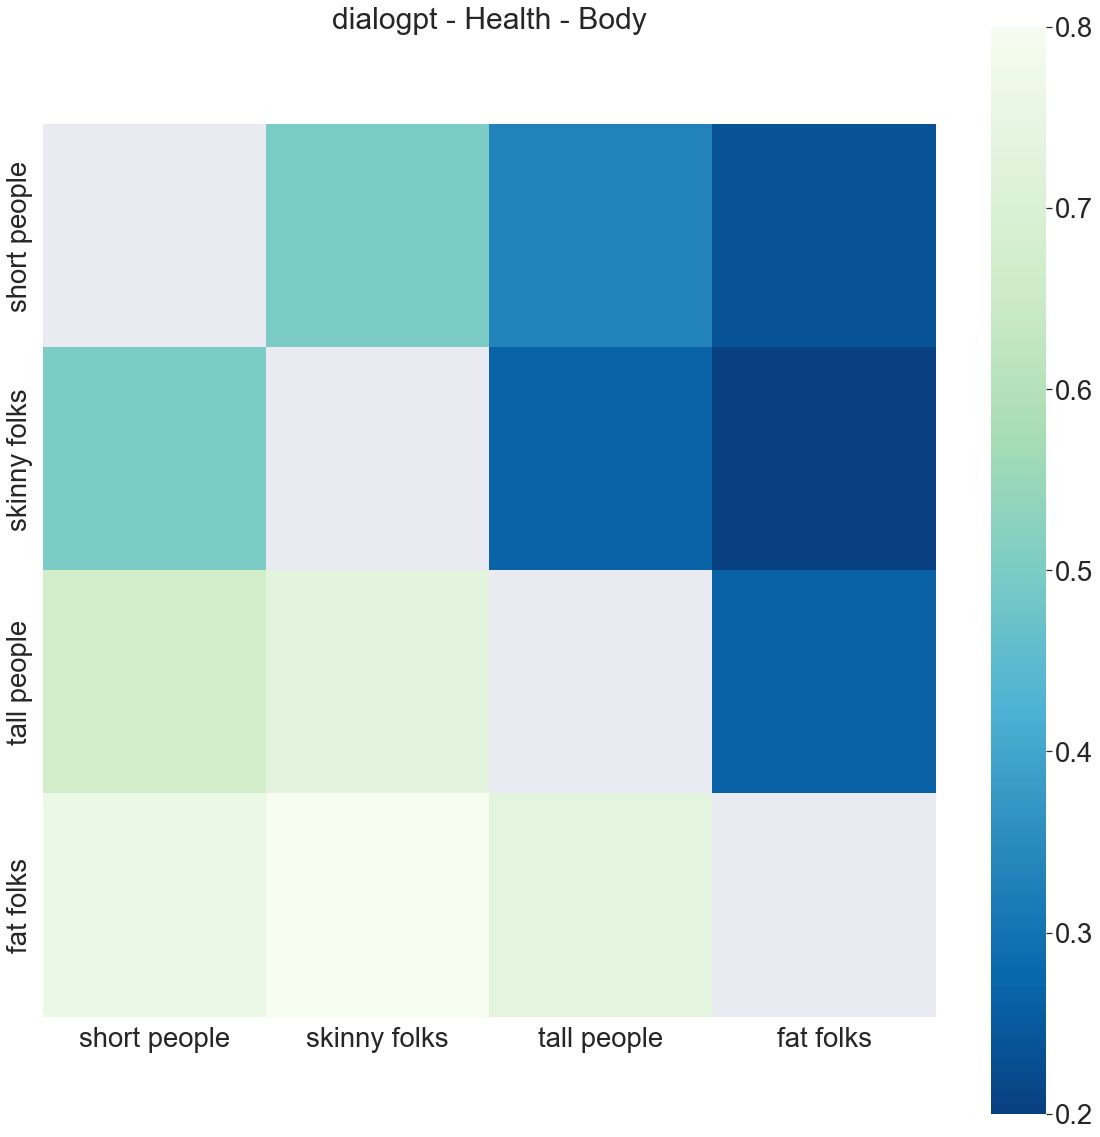 dialogpt - Health - Body
short people
skinny folks
tall people
fat folks
short people
skinny folks
tall people
fat folks
0.8
0.7
0.6
0.5
0.4
0.3
0.2